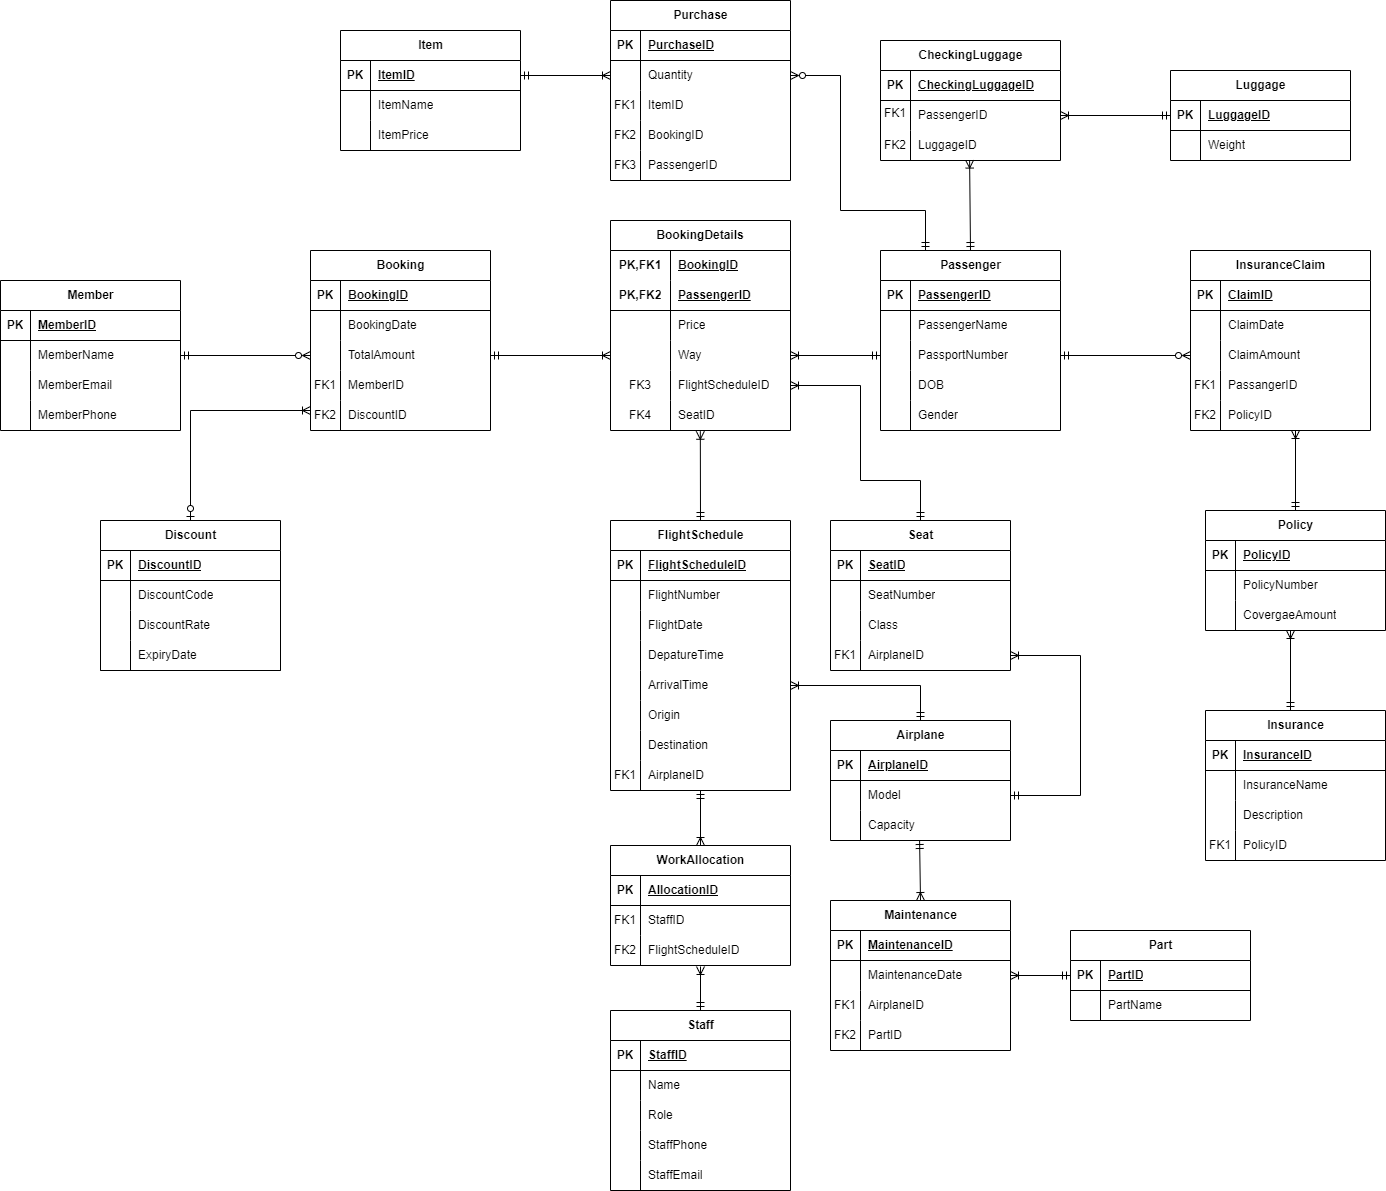 Purchase
PK PurchaseID
Quantity
FK1 ItemID
FK2 BookingID
FK3 PassengerID
Item
PK ItemID
ItemName
ItemPrice
CheckingLuggage
PK CheckingLuggageID
FK1 PassengerID
FK2 LuggageID
Luggage
PK LuggageID
Weight
BookingDetails
PK,FK1 BookingID
PK,FK2 PassengerID
Price
Way
FK3 FlightScheduleID
FK4 SeatID
Booking
PK BookingID
BookingDate
TotalAmount
FK1 MemberID
FK2 DiscountID
Member
PK MemberID
MemberName
MemberEmail
MemberPhone
Passenger
PK PassengerID
PassengerName
PassportNumber
DOB
Gender
InsuranceClaim
PK ClaimID
ClaimDate
ClaimAmount
FK1 PassangerID
FK2 PolicyID
Discount
PK DiscountID
DiscountCode
DiscountRate
ExpiryDate
FlightSchedule
PK FlightScheduleID
FlightNumber
FlightDate
DepatureTime
ArrivalTime
Origin
Destination
FK1 AirplaneID
Seat
PK SeatID
SeatNumber
Class
FK1 AirplaneID
Policy
PK PolicyID
PolicyNumber
CovergaeAmount
Airplane
PK AirplaneID
Model
Capacity
Insurance
PK InsuranceID
InsuranceName
Description
FK1 PolicyID
WorkAllocation
PK AllocationID
FK1 StaffID
FK2 FlightScheduleID
Maintenance
PK MaintenanceID
MaintenanceDate
FK1 AirplaneID
FK2 PartID
Part
PK PartID
PartName
Staff
PK StaffID
Name
Role
StaffPhone
StaffEmail